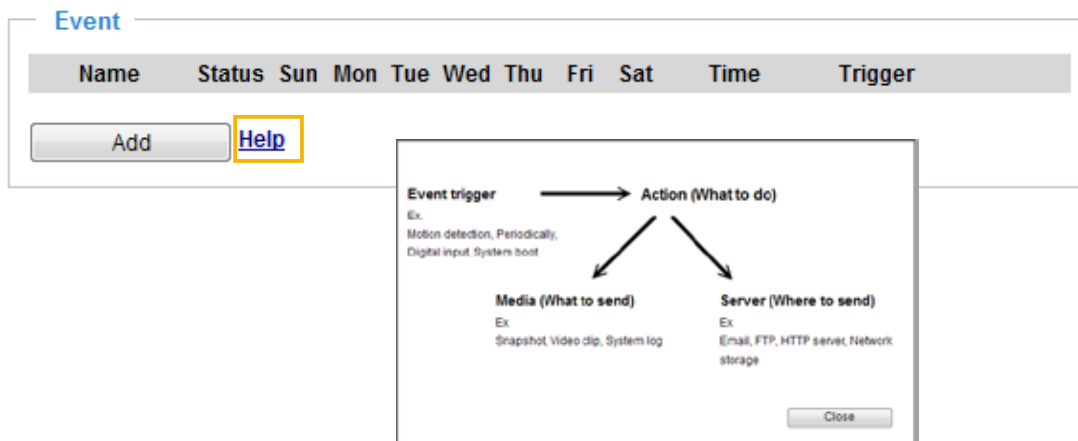 Event
Name Status Sun Mon Tue Wed Thu Fri Sat Time Trigger
Add Help
Event trigger Action (What to do)
Ex.
Motion detection, Periodically,
Digital input, System boot
Media (What to send) Server (Where to send)
Ex Ex
Snapshot, Video clip, System log Email, FTP, HTTP server, Network
storage
Close